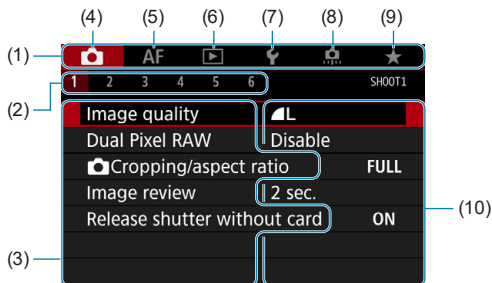 (4) (5) (6) (7) (8) (9)
(1) AF
(2) 1 2 3 4 5 6 SHOOT1
Image quality L
Dual Pixel RAW Disable
Cropping/aspect ratio FULL
Image review 2 sec.
Release shutter without card ON
(3) (10)